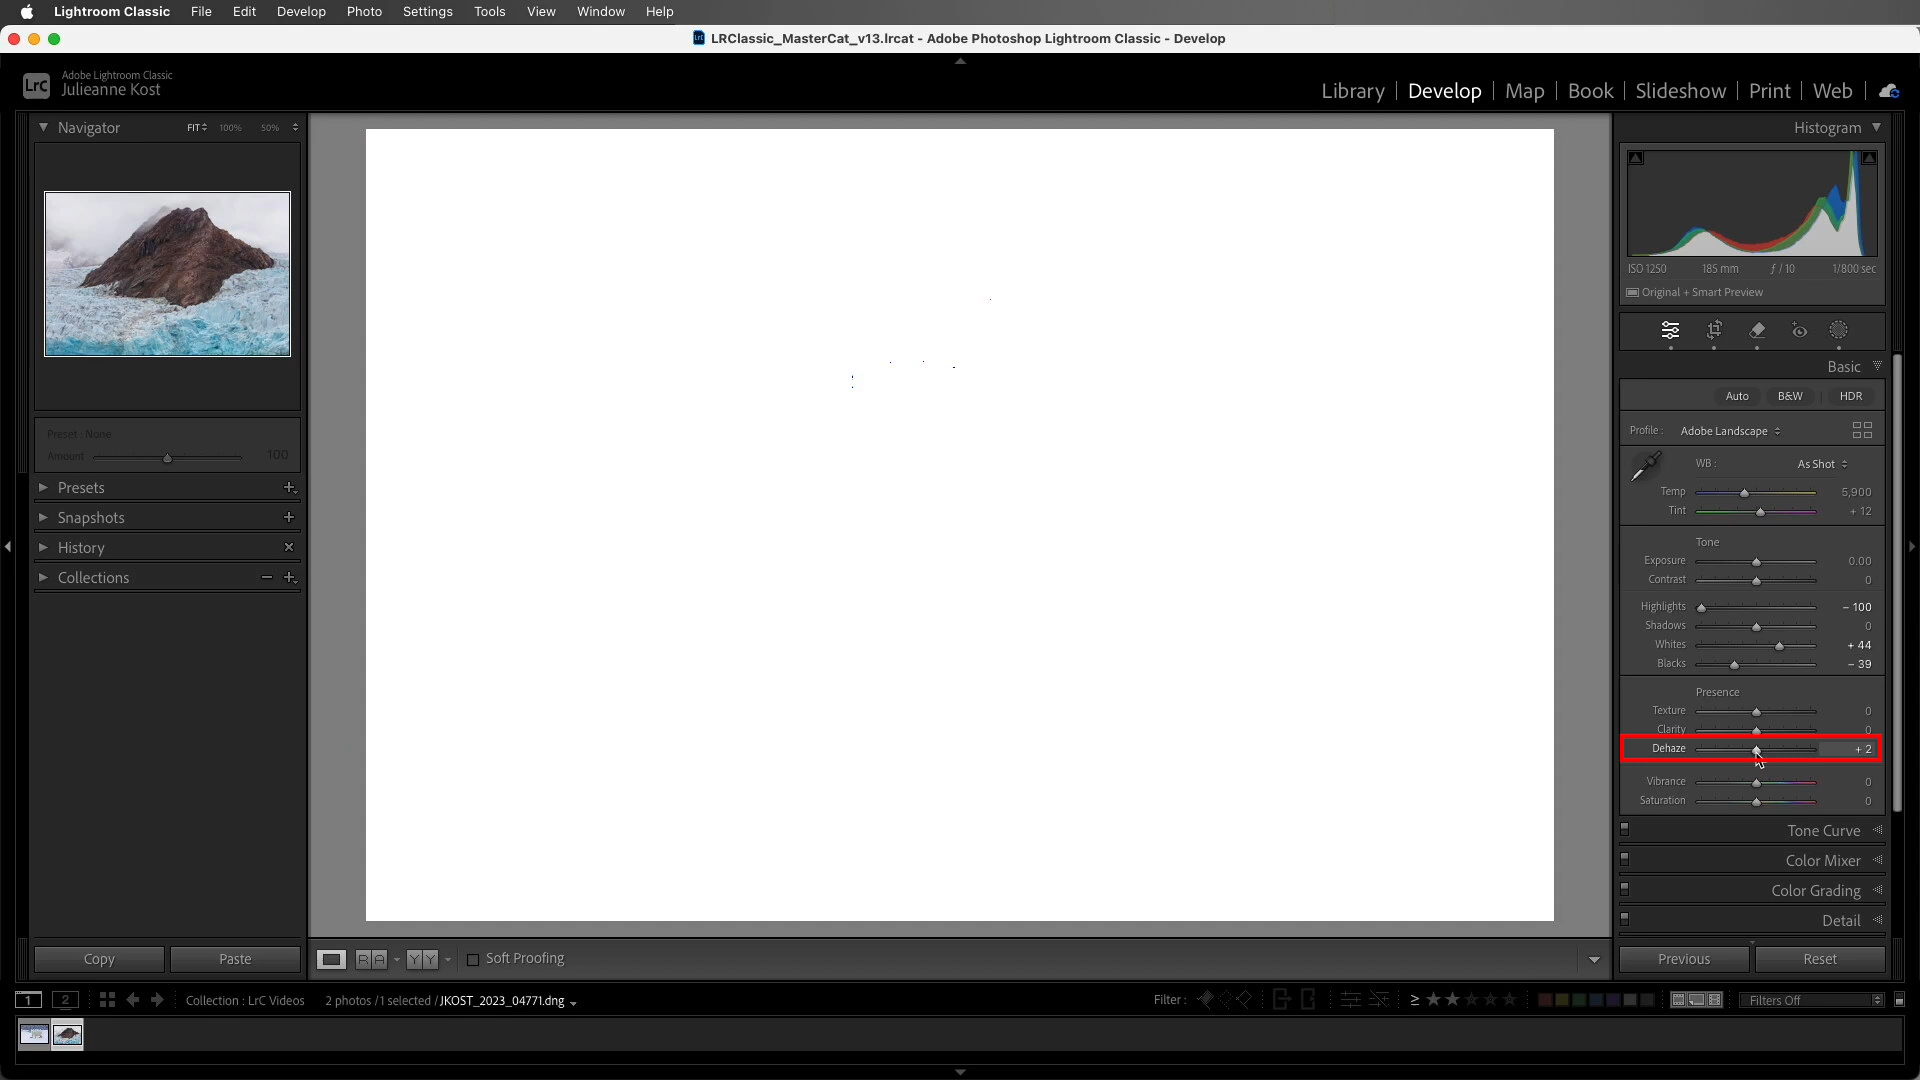 Lightroom Classic File Edit Develop Photo Settings Tools View Window Help
LrC LRClassic_MasterCat_v13.lrcat - Adobe Photoshop Lightroom Classic - Develop
LrC Adobe Lightroom Classic
Julieanne Kost
Library | Develop | Map | Book | Slideshow | Print | Web |
Navigator FIT 100% 50%
Preset : None
Amount 100
Presets
Snapshots
History
Collections
Copy Paste
Histogram
ISO 1250 185 mm ƒ / 10 1/800 sec
Original + Smart Preview
Basic
Auto B&W | HDR
Profile : Adobe Landscape
WB : As Shot
Temp 5,900
Tint + 12
Tone
Exposure 0.00
Contrast 0
Highlights − 100
Shadows 0
Whites + 44
Blacks − 39
Presence
Texture 0
Clarity 0
Dehaze + 2
Vibrance 0
Saturation 0
Tone Curve
Color Mixer
Color Grading
Detail
Previous Reset
R A Y Y Soft Proofing
1 2 Collection : LrC Videos 2 photos / 1 selected / JKOST_2023_04771.dng Filter : ≥ ★ ★ ★ ★ ★ Filters Off